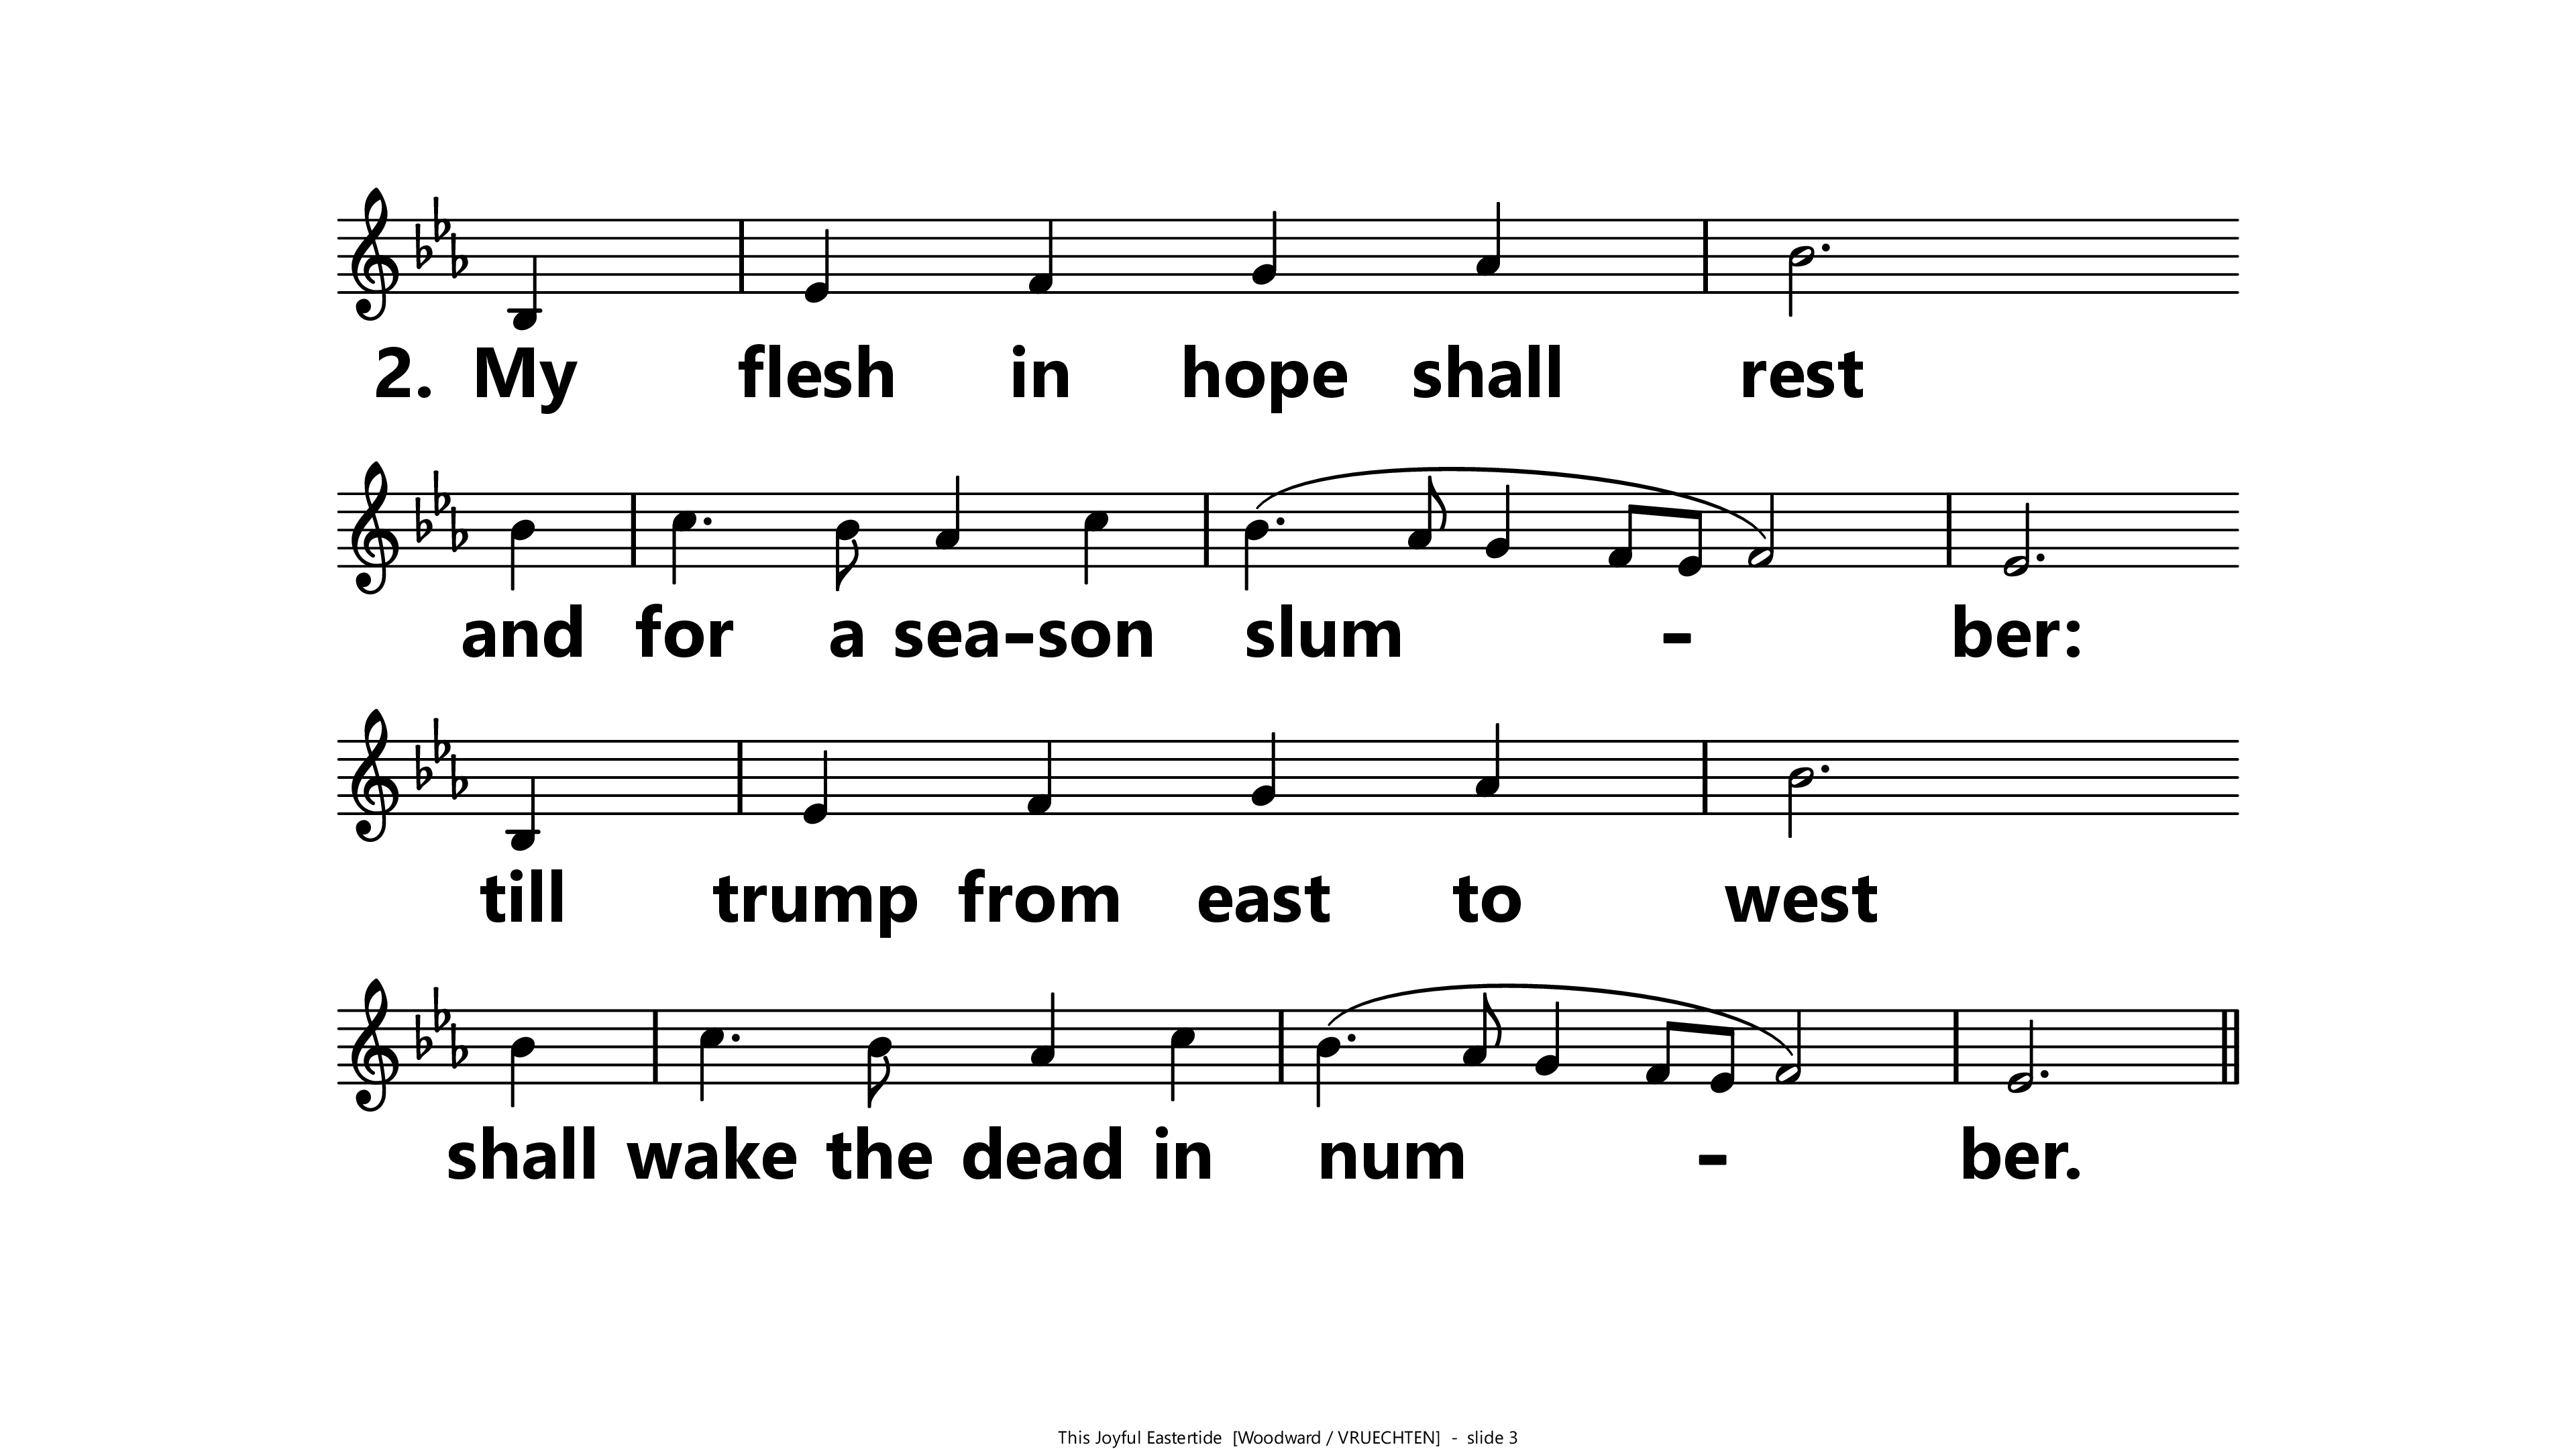 2. My flesh in hope shall rest
and for a sea-son slum - ber:
till trump from east to west
shall wake the dead in num - ber.
This Joyful Eastertide [Woodward / VRUECHTEN] - slide 3